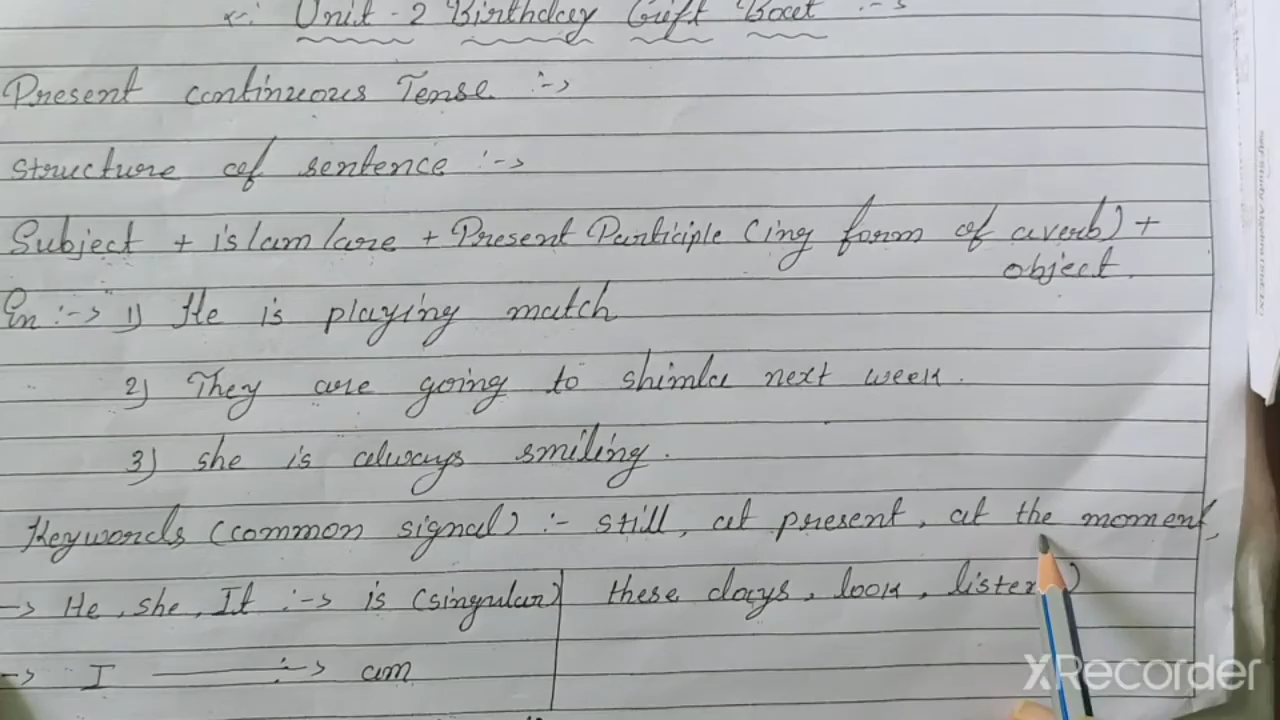 Unit - 2 Birthday Gift Boat :->
Present continuous Tense :->
Structure of sentence :->
Subject + is/am/are + Present Participle (ing form of a verb) +
object.
Ex :-> 1) He is playing match
2) They are going to shimla next week.
3) she is always smiling.
Keywords (common signal) :- still, at present, at the moment,
these days, look, listen)
-> He, she, It :-> is (singular)
-> I :-> am
XRecorder